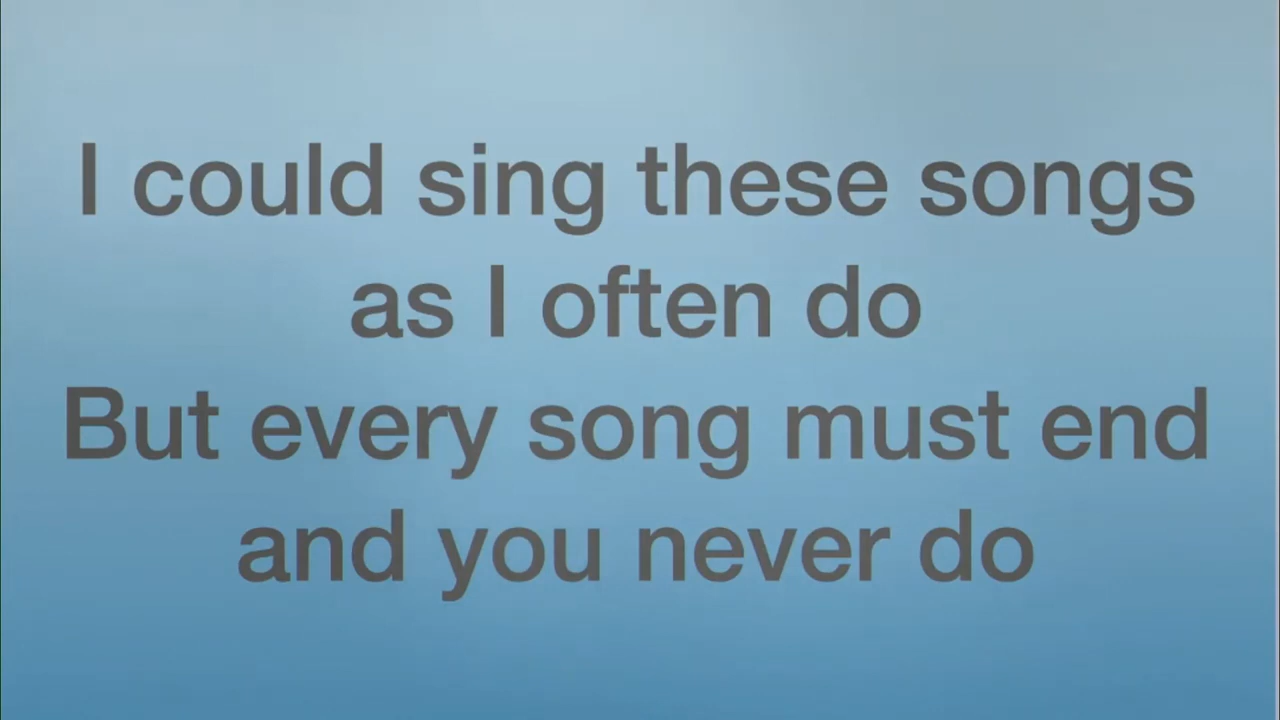 I could sing these songs
as I often do
But every song must end
and you never do